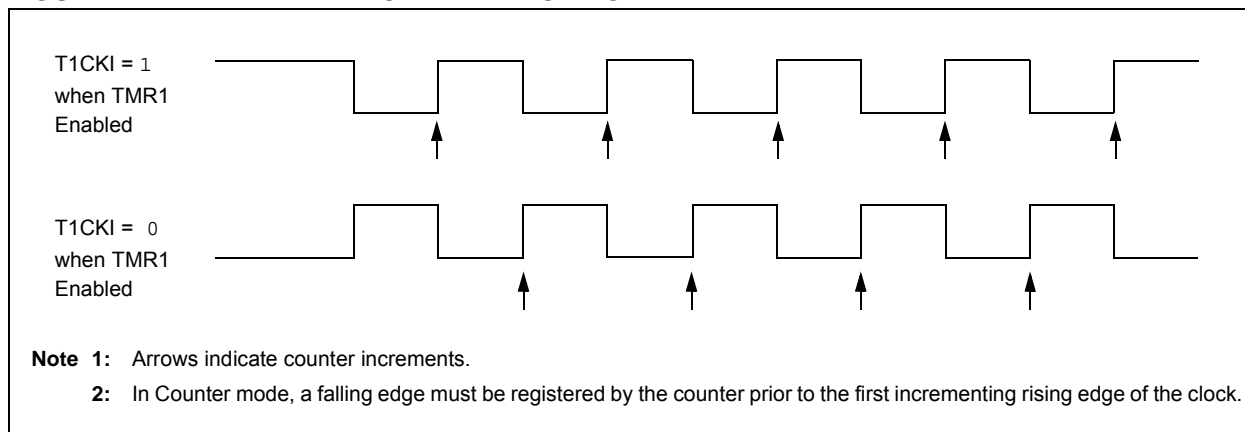 T1CKI = 1
when TMR1
Enabled
T1CKI = 0
when TMR1
Enabled
Note 1: Arrows indicate counter increments.
2: In Counter mode, a falling edge must be registered by the counter prior to the first incrementing rising edge of the clock.